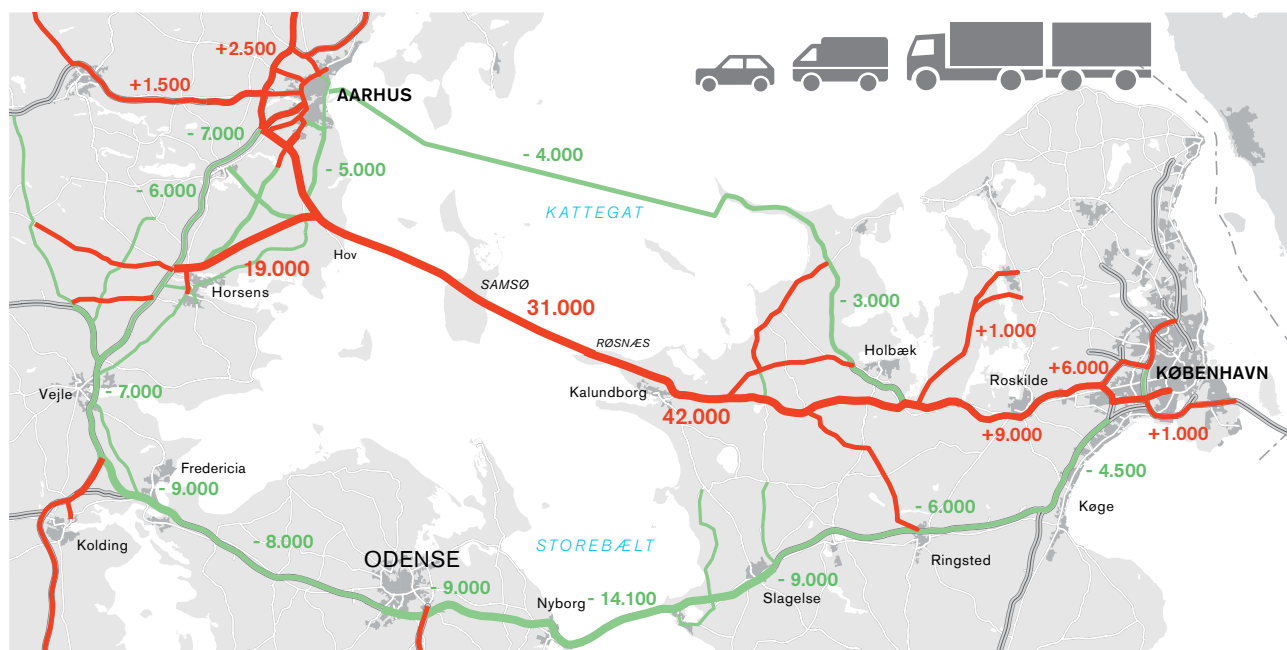 +2.500
+1.500
AARHUS
- 7.000
- 4.000
- 5.000
- 6.000
KATTEGAT
Hov
19.000
SAMSØ
- 3.000
Horsens
31.000
+1.000
RØSNÆS
Holbæk
+6.000
KØBENHAVN
Roskilde
Vejle
- 7.000
Kalundborg
42.000
+9.000
+1.000
Fredericia
- 4.500
- 9.000
- 6.000
Køge
Kolding
- 8.000
STOREBÆLT
ODENSE
Ringsted
- 9.000
- 9.000
Nyborg
- 14.100
Slagelse